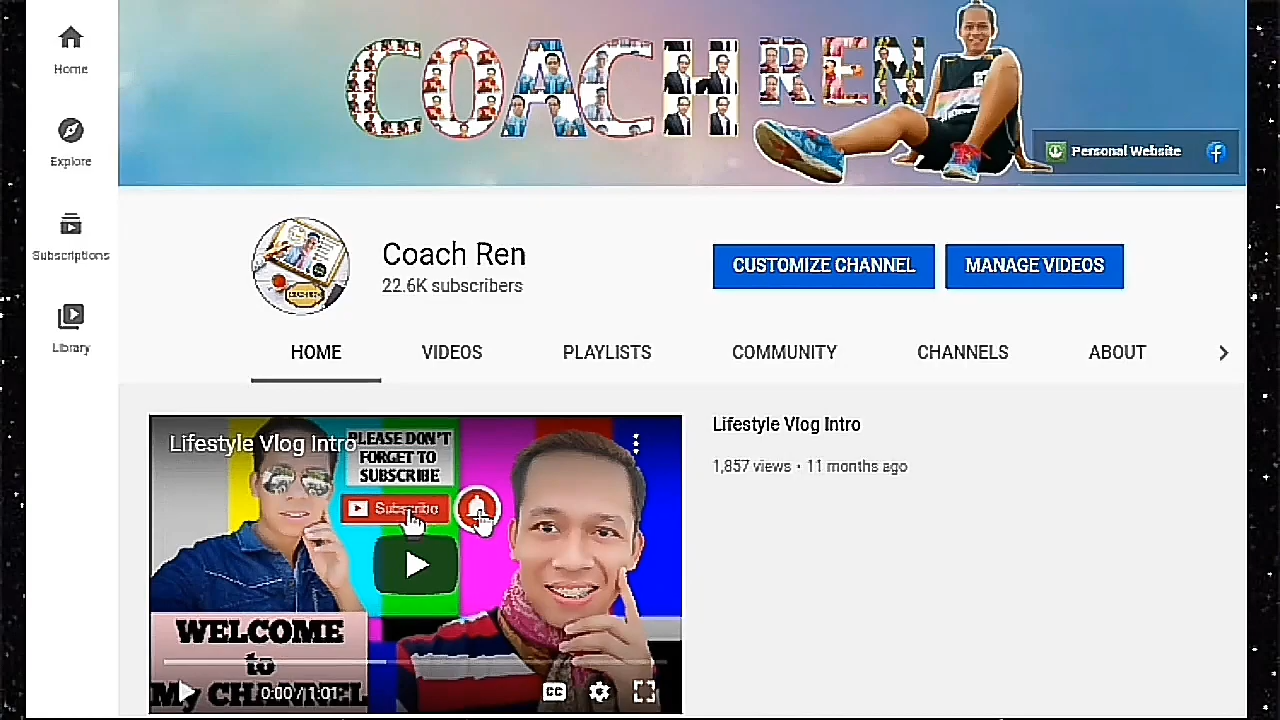 COACH REN
Home
Personal Website
Explore
Subscriptions
Coach Ren
22.6K subscribers
CUSTOMIZE CHANNEL
MANAGE VIDEOS
Library
HOME
VIDEOS
PLAYLISTS
COMMUNITY
CHANNELS
ABOUT
Lifestyle Vlog Intro
PLEASE DON'T
FORGET TO
SUBSCRIBE
Subscribe
Lifestyle Vlog Intro
1,857 views • 11 months ago
WELCOME
to
My CHANNEL
0:00 / 1:01
CC